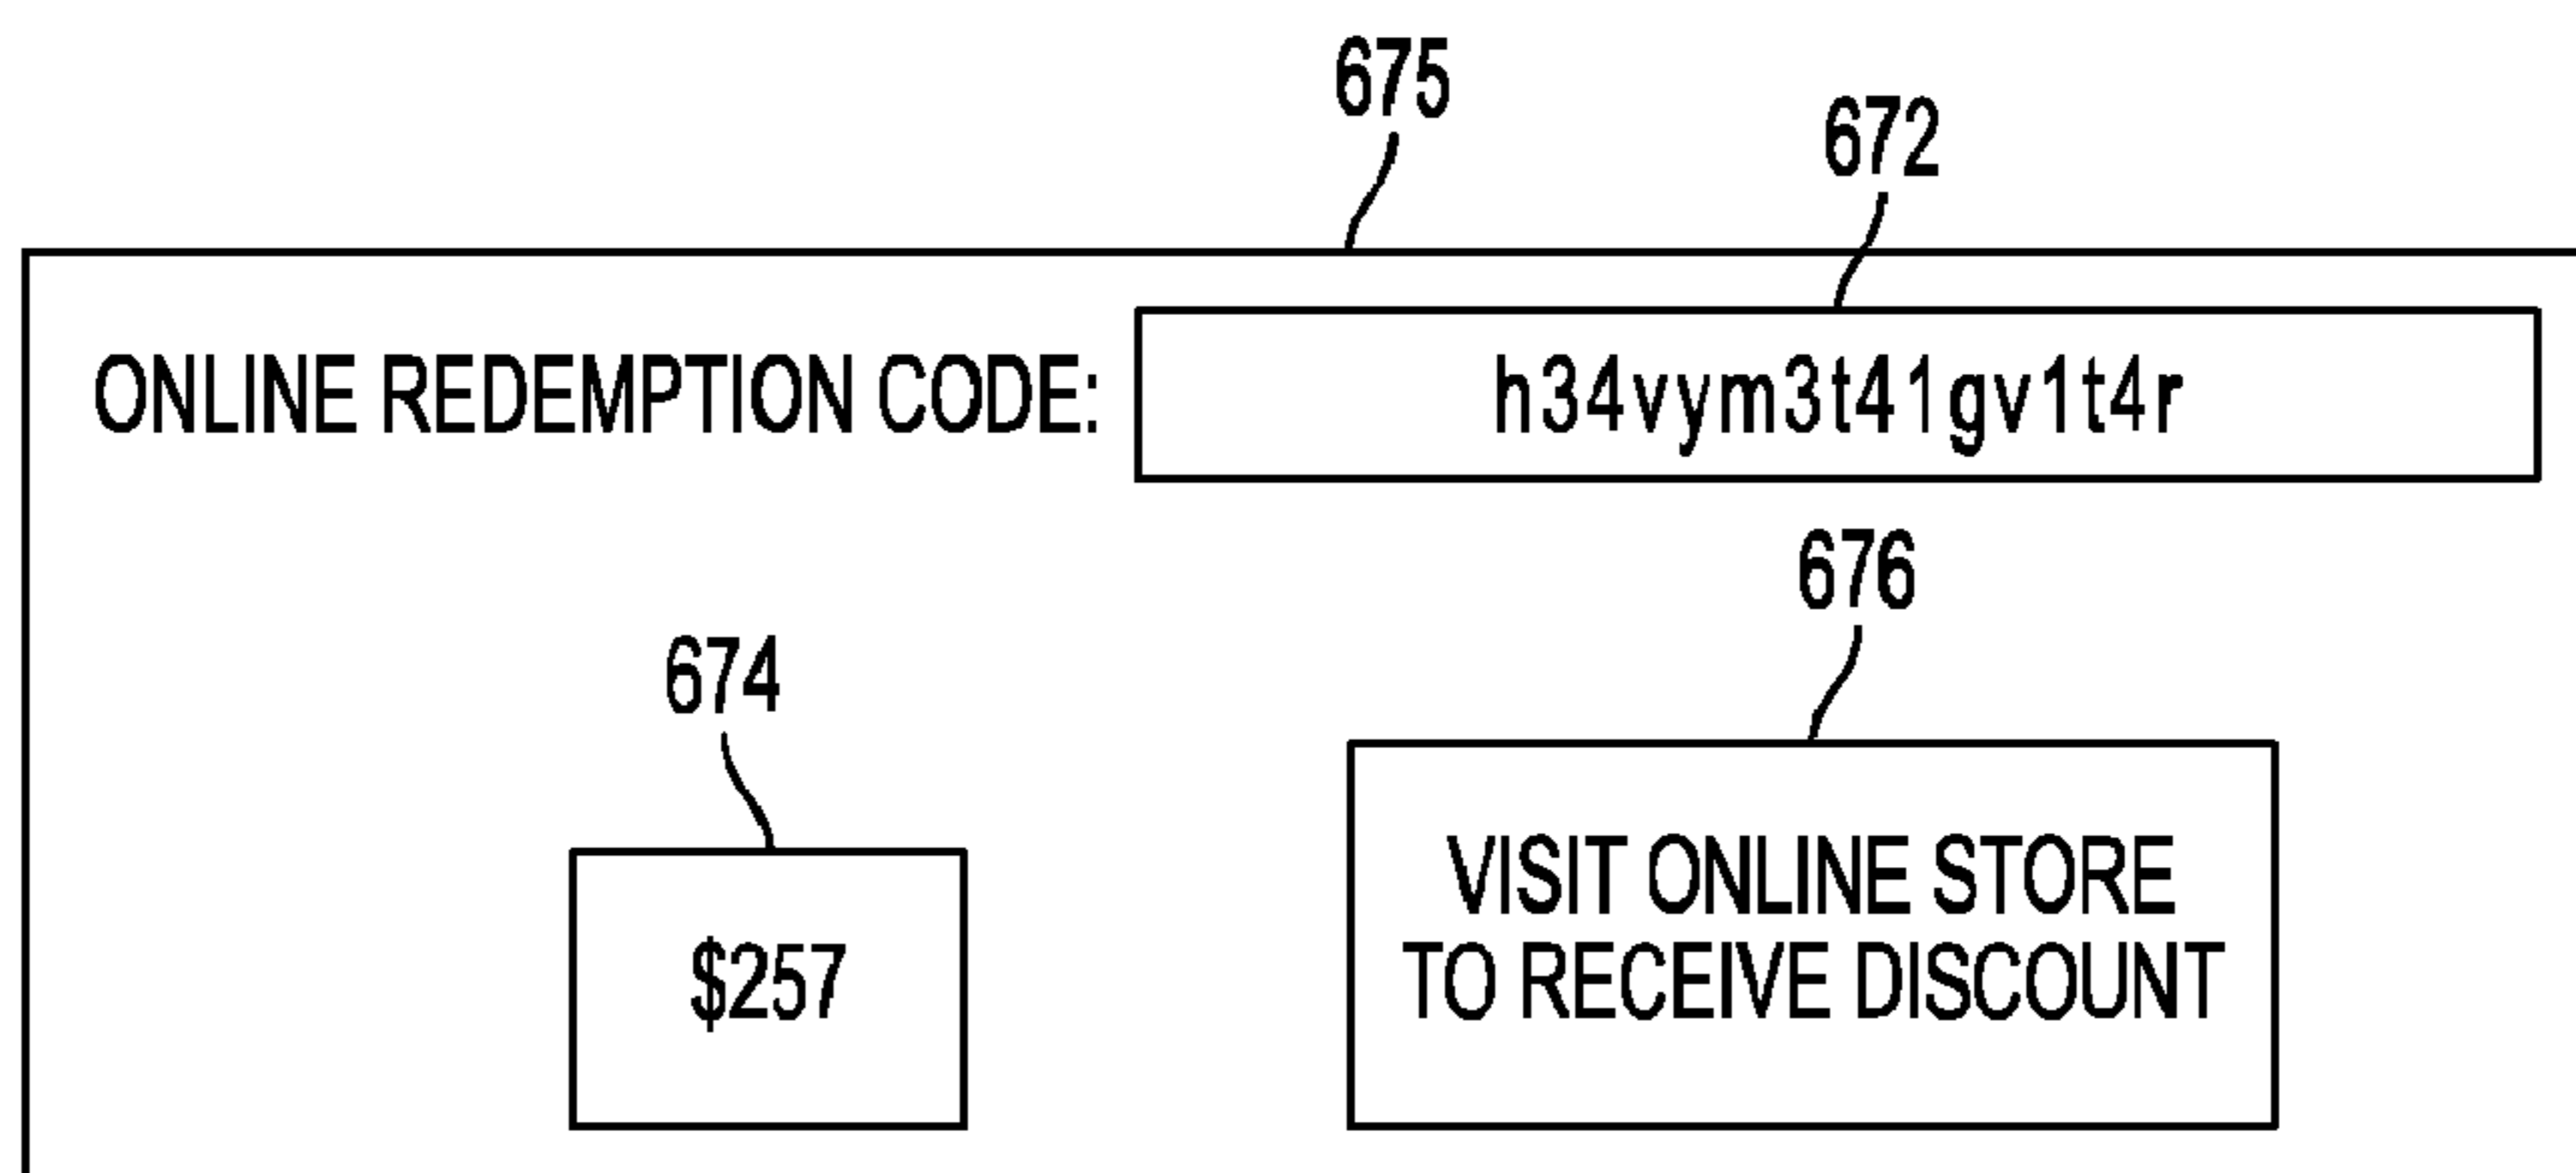 675
672
ONLINE REDEMPTION CODE: h34vym3t41gv1t4r
676
674
VISIT ONLINE STORE
TO RECEIVE DISCOUNT
$257